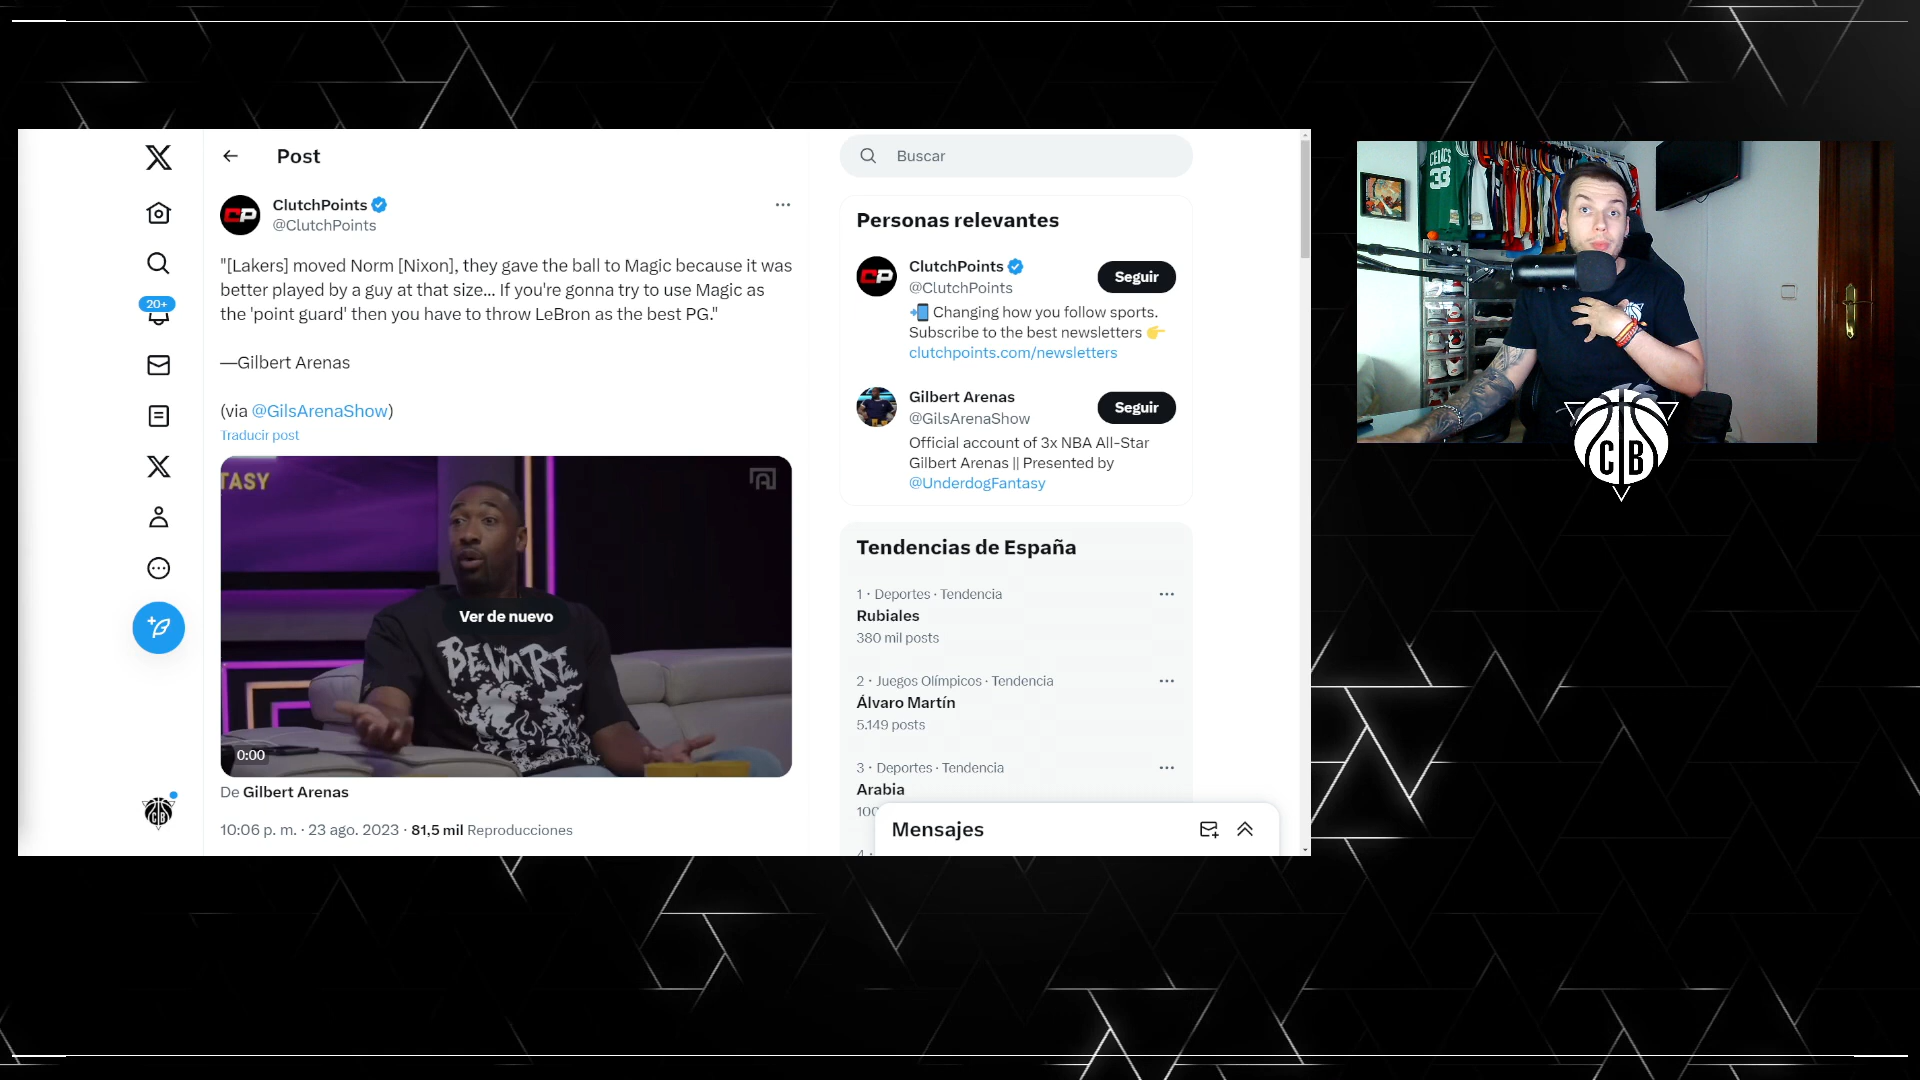 Post
ClutchPoints
@ClutchPoints
"[Lakers] moved Norm [Nixon], they gave the ball to Magic because it was
better played by a guy at that size... If you're gonna try to use Magic as
the 'point guard' then you have to throw LeBron as the best PG."
—Gilbert Arenas
(via @GilsArenaShow)
Traducir post
TASY
Ver de nuevo
BEWARE
0:00
De Gilbert Arenas
10:06 p. m. · 23 ago. 2023 · 81,5 mil Reproducciones
20+
CP
CB
Buscar
Personas relevantes
CP
ClutchPoints
@ClutchPoints
Seguir
Changing how you follow sports.
Subscribe to the best newsletters
clutchpoints.com/newsletters
Gilbert Arenas
@GilsArenaShow
Seguir
Official account of 3x NBA All-Star
Gilbert Arenas || Presented by
@UnderdogFantasy
Tendencias de España
1 · Deportes · Tendencia
Rubiales
380 mil posts
2 · Juegos Olímpicos · Tendencia
Álvaro Martín
5.149 posts
3 · Deportes · Tendencia
Arabia
Mensajes
CELTICS
33
CB